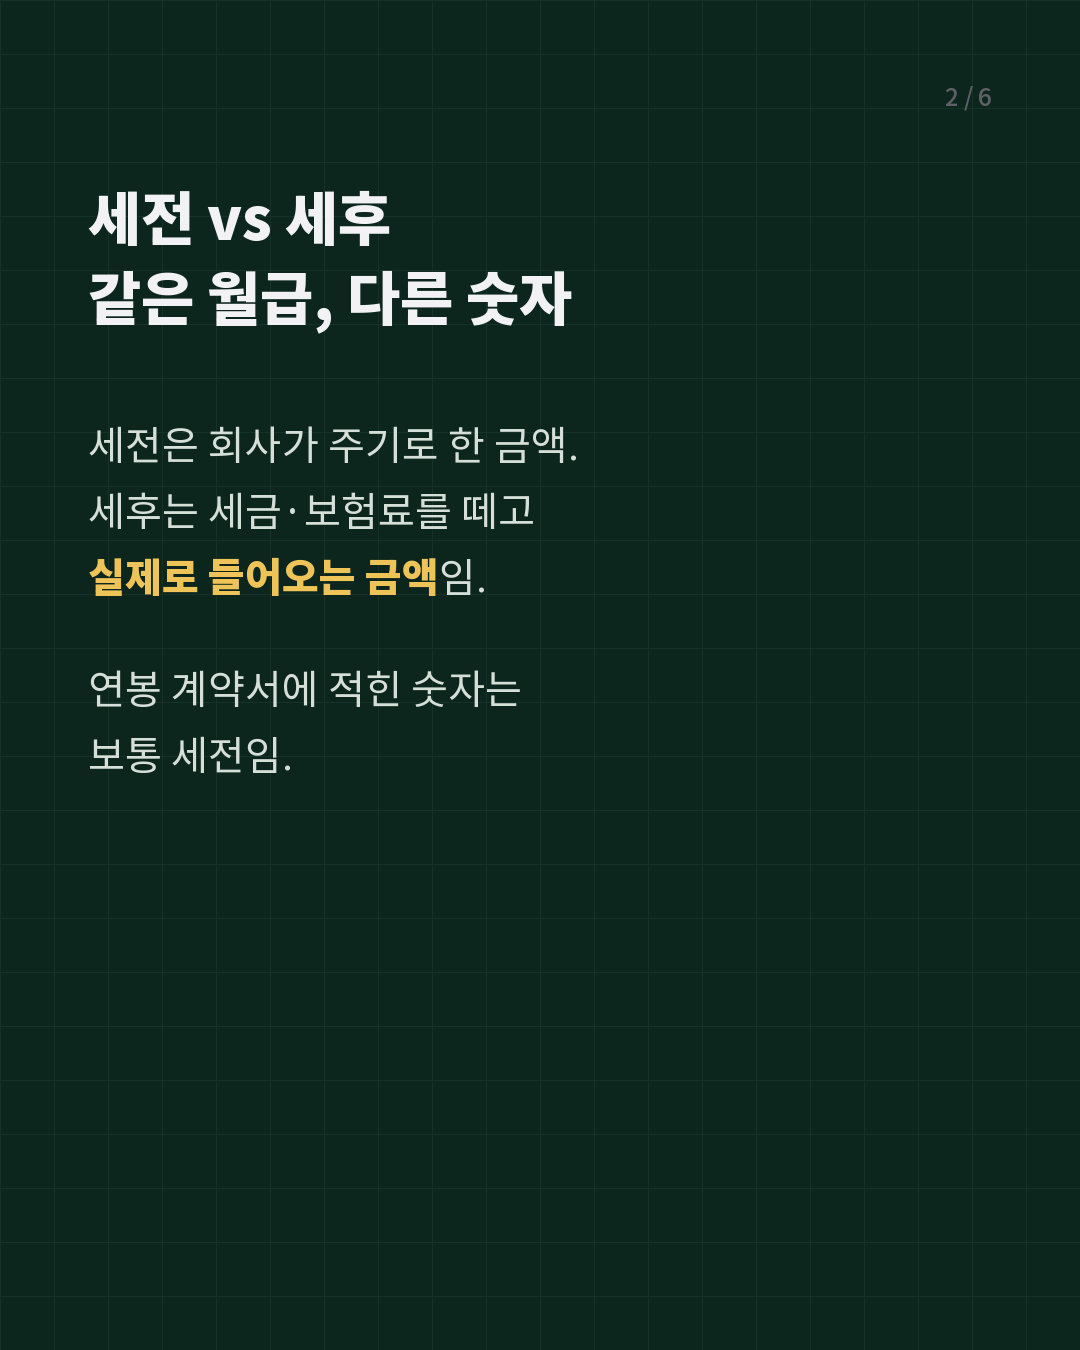 2 / 6
세전 vs 세후
같은 월급, 다른 숫자
세전은 회사가 주기로 한 금액.
세후는 세금·보험료를 떼고
실제로 들어오는 금액임.
연봉 계약서에 적힌 숫자는
보통 세전임.